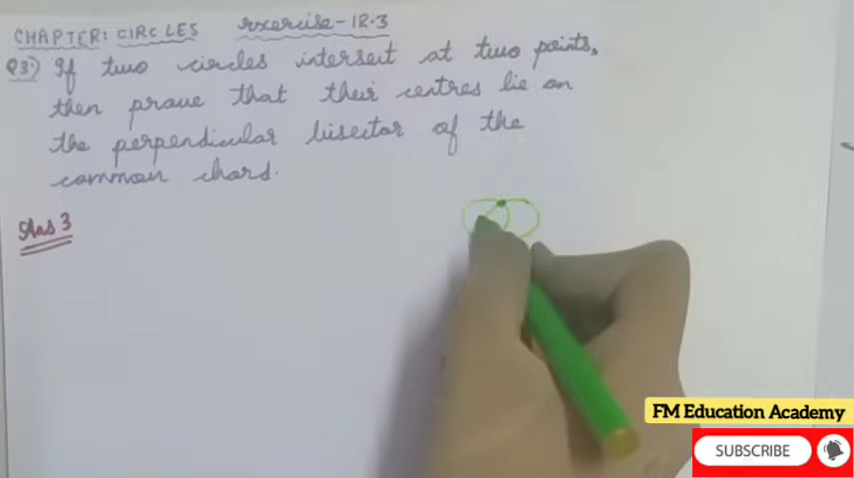 CHAPTER: CIRCLES exercise-12.3
Q3.) If two circles intersect at two points,
then prove that their centres lie on
the perpendicular bisector of the
common chord.
Ans 3
FM Education Academy
SUBSCRIBE